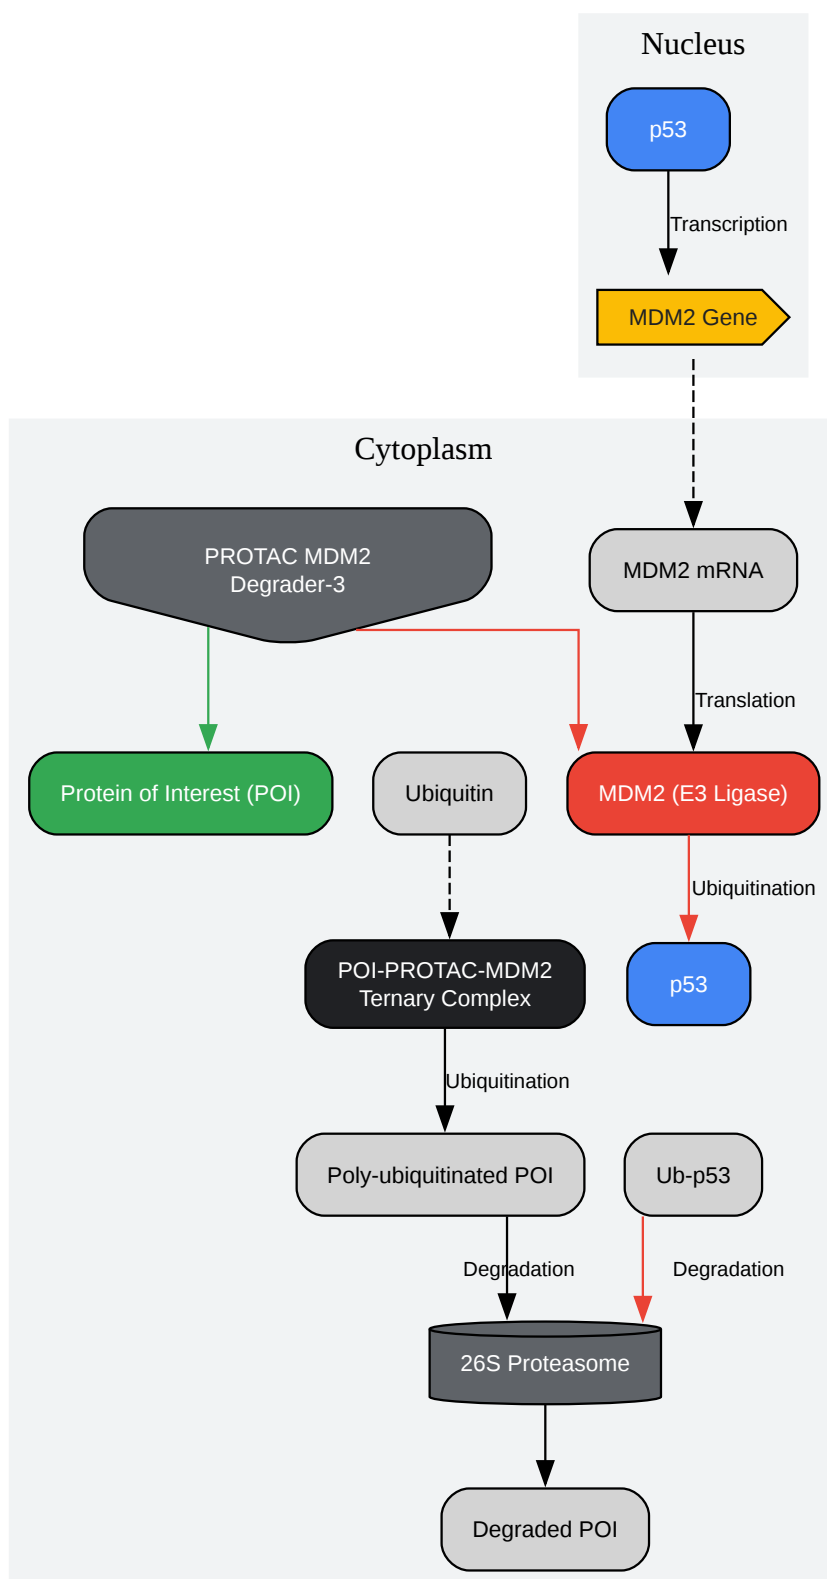 Nucleus
p53
Transcription
MDM2 Gene
Cytoplasm
PROTAC MDM2
Degrader-3
MDM2 mRNA
Translation
Protein of Interest (POI)
Ubiquitin
MDM2 (E3 Ligase)
Ubiquitination
POI-PROTAC-MDM2
Ternary Complex
p53
Ubiquitination
Poly-ubiquitinated POI
Ub-p53
Degradation
Degradation
26S Proteasome
Degraded POI